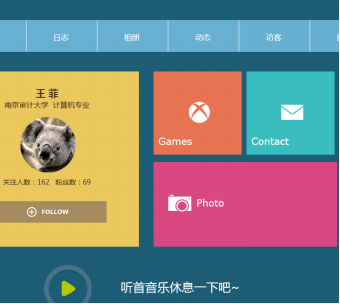 日志 相册 动态 访客
王 菲
南京审计大学 计算机专业
关注人数：162 粉丝数：69
FOLLOW
Games
Contact
Photo
听首音乐休息一下吧~